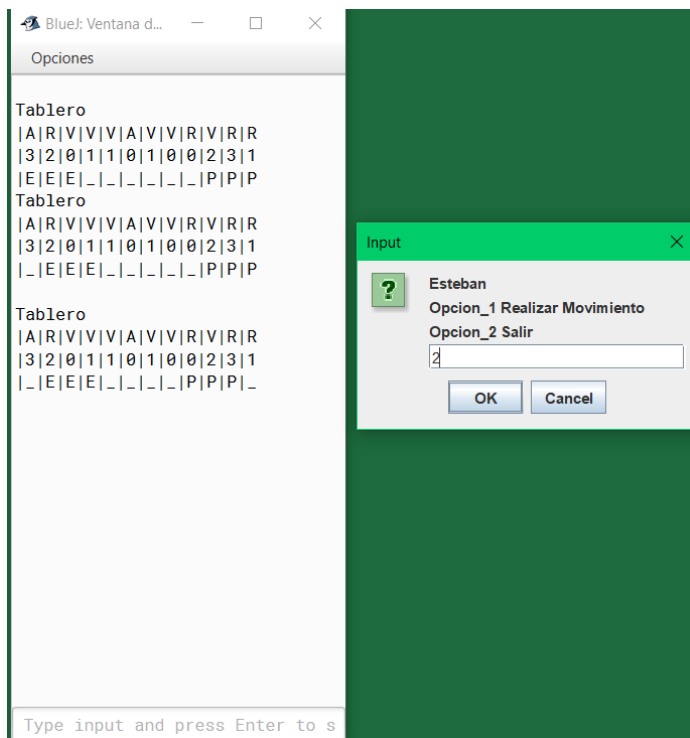 BlueJ: Ventana d...
Opciones
Tablero
|A|R|V|V|V|A|V|V|R|V|R|R
|3|2|0|1|1|0|1|0|0|2|3|1
|E|E|E|_|_|_|_|_|_|P|P|P
Tablero
|A|R|V|V|V|A|V|V|R|V|R|R
|3|2|0|1|1|0|1|0|0|2|3|1
|_|E|E|E|_|_|_|_|_|P|P|P
Tablero
|A|R|V|V|V|A|V|V|R|V|R|R
|3|2|0|1|1|0|1|0|0|2|3|1
|_|E|E|E|_|_|_|_|P|P|P|_
Type input and press Enter to s
Input
?
Esteban
Opcion_1 Realizar Movimiento
Opcion_2 Salir
2
OK Cancel